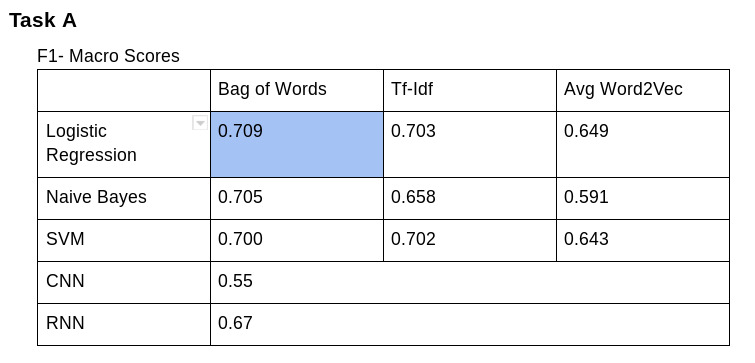 Task A
F1- Macro Scores
Bag of Words Tf-Idf Avg Word2Vec
Logistic
Regression 0.709 0.703 0.649
Naive Bayes 0.705 0.658 0.591
SVM 0.700 0.702 0.643
CNN 0.55
RNN 0.67